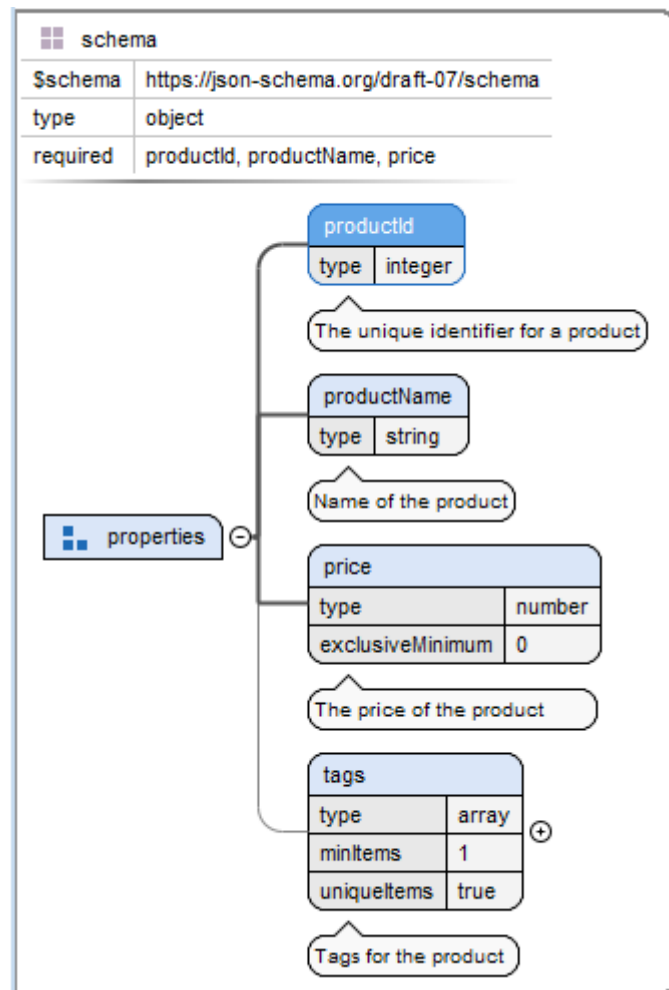 schema
$schema https://json-schema.org/draft-07/schema
type object
required productId, productName, price
productId
type integer
The unique identifier for a product
productName
type string
Name of the product
properties
price
type number
exclusiveMinimum 0
The price of the product
tags
type array
minItems 1
uniqueItems true
Tags for the product